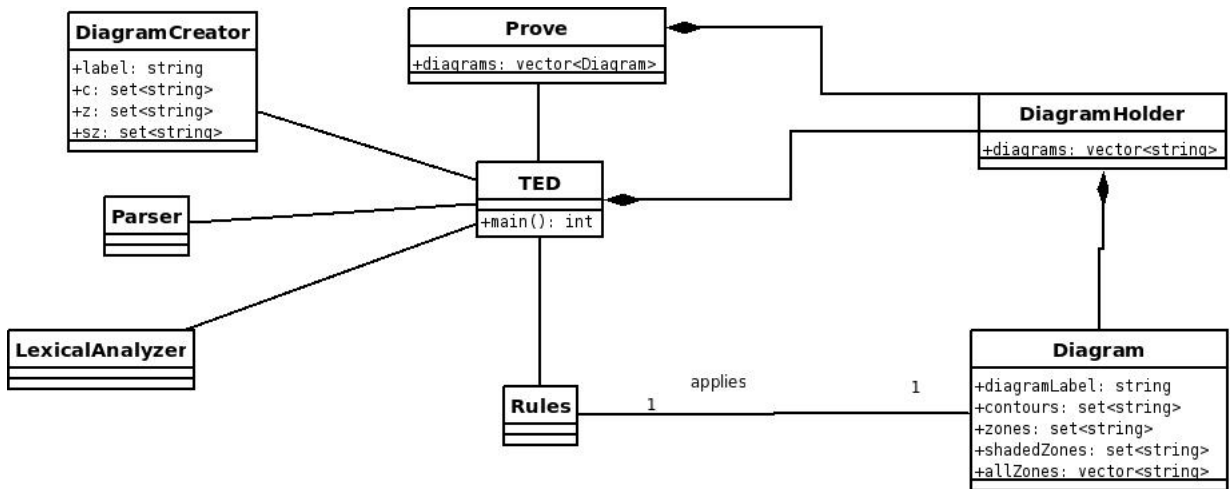 DiagramCreator
+label: string
+c: set<string>
+z: set<string>
+sz: set<string>
Prove
+diagrams: vector<Diagram>
DiagramHolder
+diagrams: vector<string>
TED
+main(): int
Parser
LexicalAnalyzer
Rules
applies
1
1
Diagram
+diagramLabel: string
+contours: set<string>
+zones: set<string>
+shadedZones: set<string>
+allZones: vector<string>